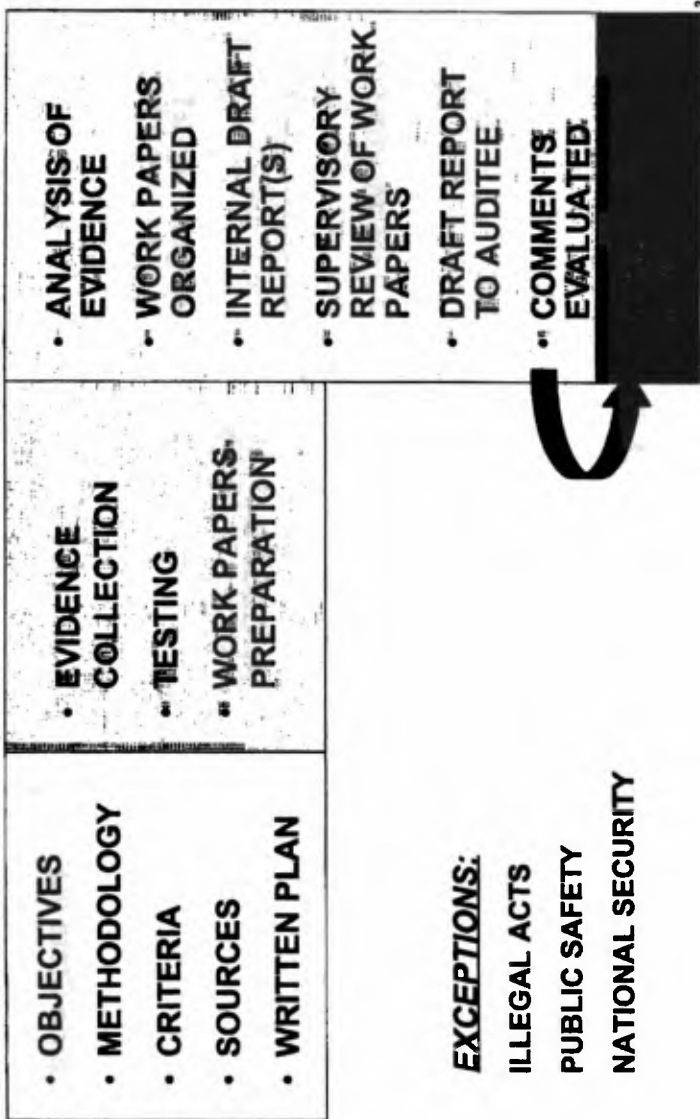 • OBJECTIVES
• METHODOLOGY
• CRITERIA
• SOURCES
• WRITTEN PLAN
• EVIDENCE
COLLECTION
• TESTING
• WORK PAPERS
PREPARATION
• ANALYSIS OF
EVIDENCE
• WORK PAPERS
ORGANIZED
• INTERNAL DRAFT
REPORT(S)
• SUPERVISORY
REVIEW OF WORK
PAPERS
• DRAFT REPORT
TO AUDITEE
• COMMENTS
EVALUATED
EXCEPTIONS:
ILLEGAL ACTS
PUBLIC SAFETY
NATIONAL SECURITY